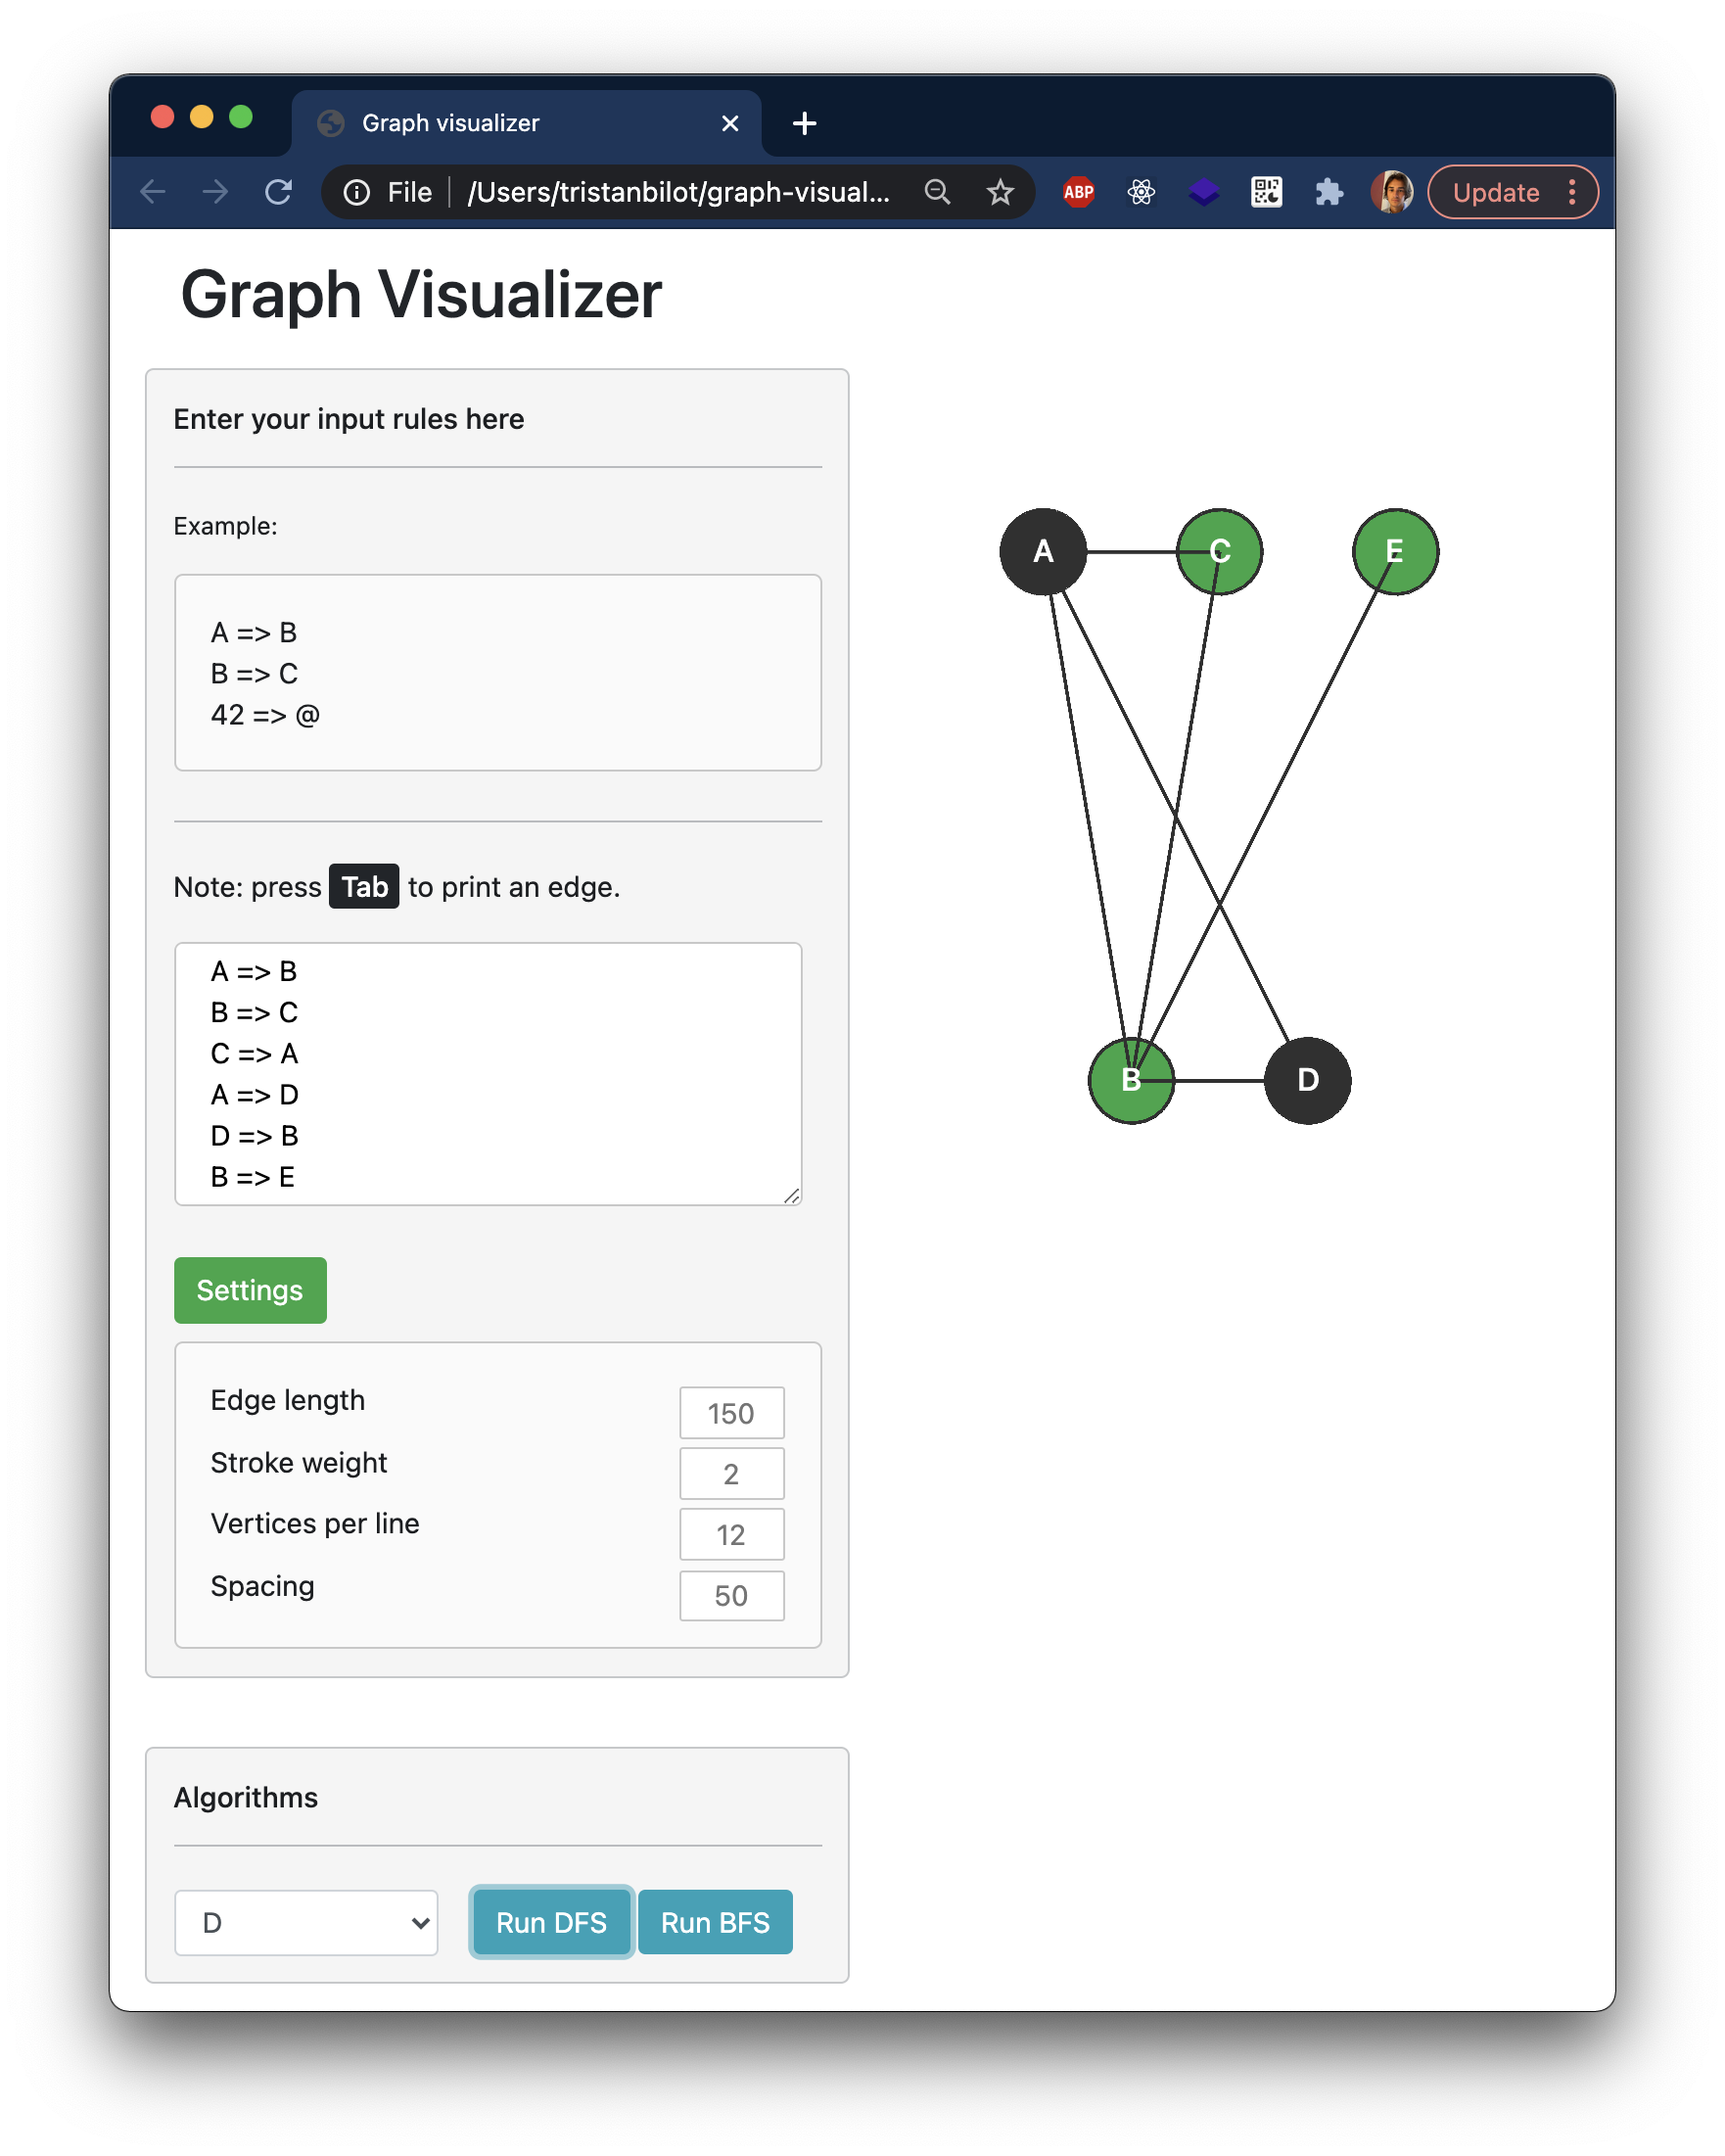 Graph visualizer
File /Users/tristanbilot/graph-visual...
ABP
Update
Graph Visualizer
Enter your input rules here
Example:
A => B
B => C
42 => @
Note: press Tab to print an edge.
A => B
B => C
C => A
A => D
D => B
B => E
Settings
Edge length 150
Stroke weight 2
Vertices per line 12
Spacing 50
Algorithms
D Run DFS Run BFS
A C E
B D